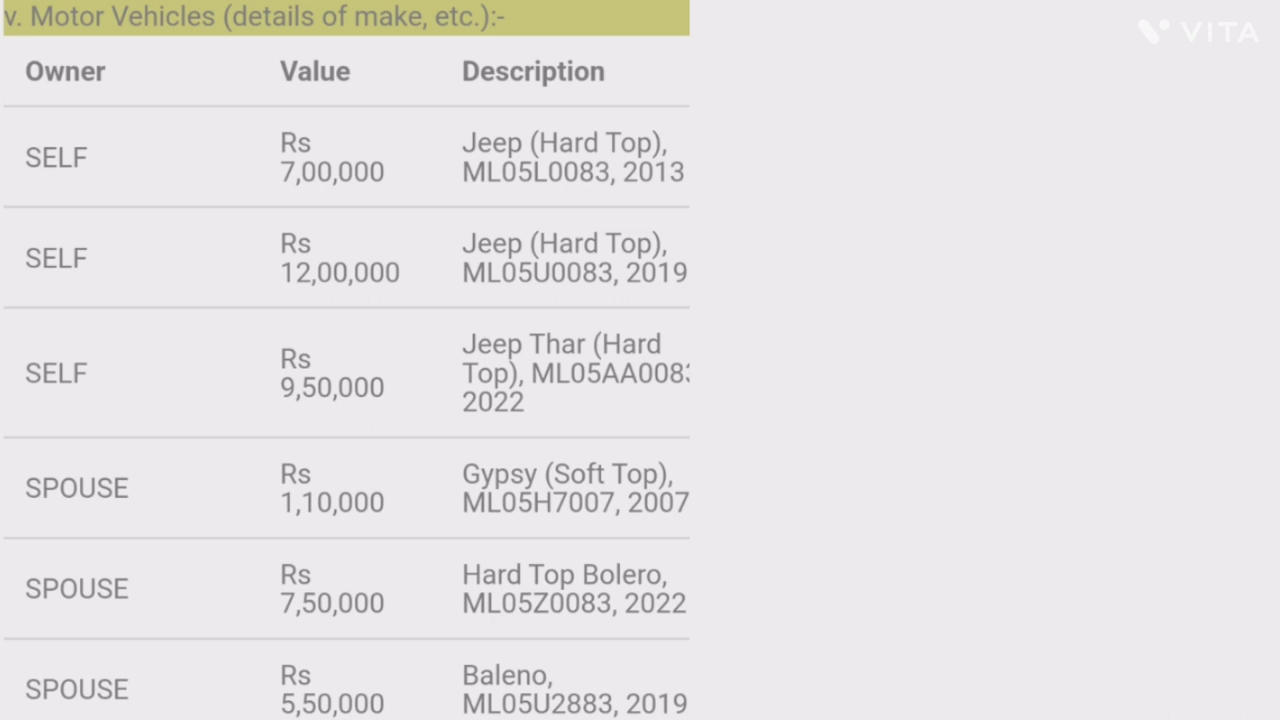 v. Motor Vehicles (details of make, etc.):-
VITA
Owner Value Description
SELF Rs 7,00,000 Jeep (Hard Top),
ML05L0083, 2013
SELF Rs 12,00,000 Jeep (Hard Top),
ML05U0083, 2019
SELF Rs 9,50,000 Jeep Thar (Hard
Top), ML05AA0083
2022
SPOUSE Rs 1,10,000 Gypsy (Soft Top),
ML05H7007, 2007
SPOUSE Rs 7,50,000 Hard Top Bolero,
ML05Z0083, 2022
SPOUSE Rs 5,50,000 Baleno,
ML05U2883, 2019